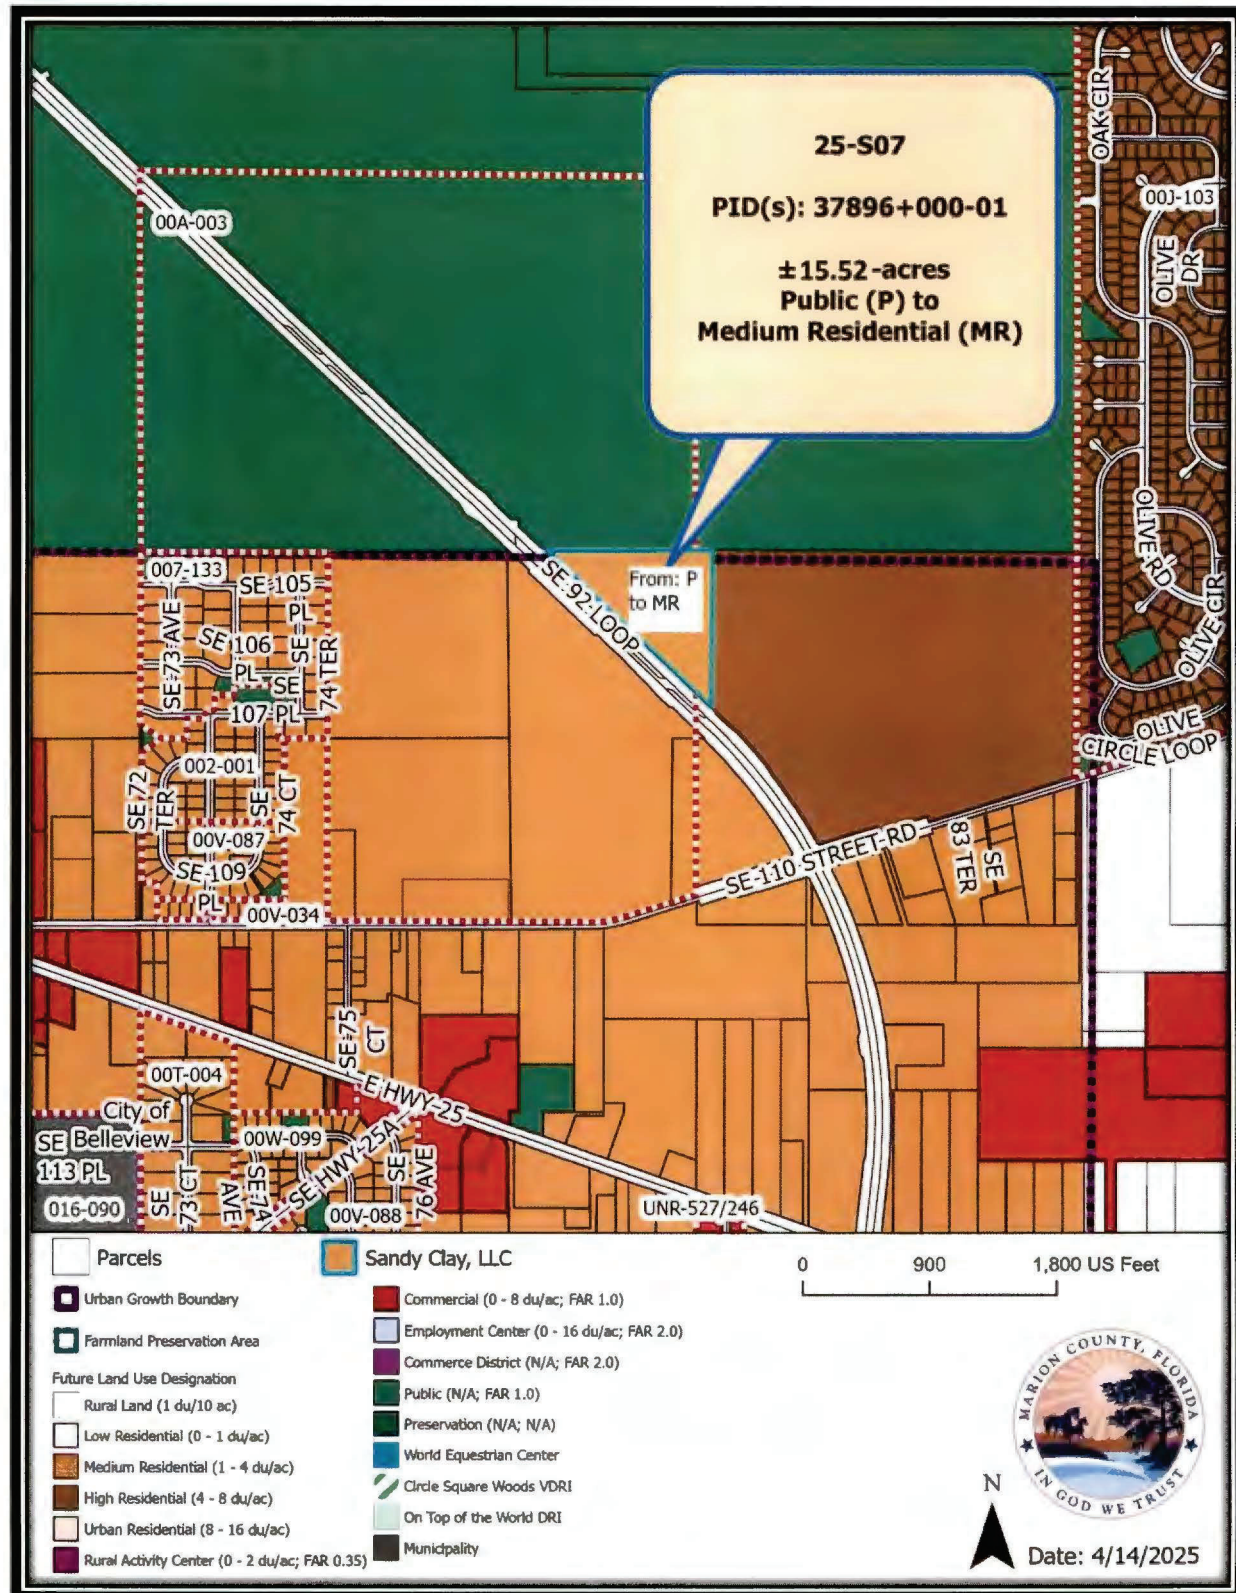 25-S07
PID(s): 37896+000-01
±15.52-acres
Public (P) to
Medium Residential (MR)
OAK CIR
00J-103
OLIVE
DR
00A-003
OLIVE RD
OLIVE CIR
OLIVE
CIRCLE LOOP
From: P
to MR
SE 92 LOOP
007-133
SE 105
PL
SE 73 AVE
SE 106
PL
SE
74 TER
SE
107 PL
002-001
SE 72
TER
SE
74 CT
00V-087
SE 109
PL
00V-034
SE 110 STREET RD
83 TER
SE
SE 75
CT
E HWY 25
00T-004
City of
Belleview
SE
113 PL
016-090
SE
73 CT
00W-099
SE 74
AVE
SE HWY 25A
00V-088
SE
76 AVE
UNR-527/246
Parcels
Sandy Clay, LLC
Urban Growth Boundary
Farmland Preservation Area
Future Land Use Designation
Rural Land (1 du/10 ac)
Low Residential (0 - 1 du/ac)
Medium Residential (1 - 4 du/ac)
High Residential (4 - 8 du/ac)
Urban Residential (8 - 16 du/ac)
Rural Activity Center (0 - 2 du/ac; FAR 0.35)
Commercial (0 - 8 du/ac; FAR 1.0)
Employment Center (0 - 16 du/ac; FAR 2.0)
Commerce District (N/A; FAR 2.0)
Public (N/A; FAR 1.0)
Preservation (N/A; N/A)
World Equestrian Center
Circle Square Woods VDRI
On Top of the World DRI
Municipality
0 900 1,800 US Feet
MARION COUNTY, FLORIDA
IN GOD WE TRUST
N
Date: 4/14/2025